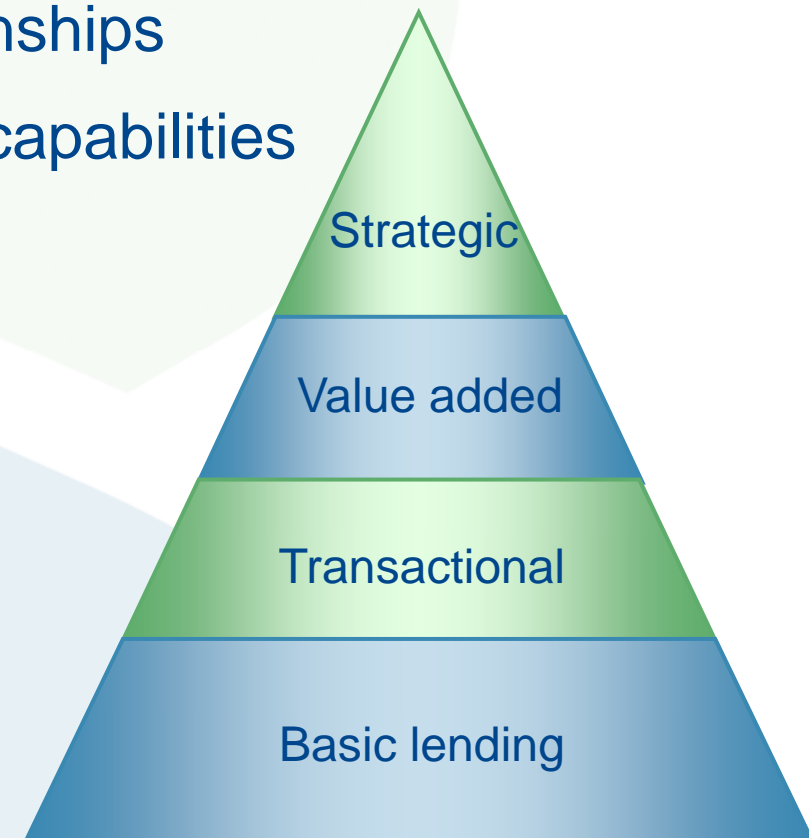 nships
capabilities
Strategic
Value added
Transactional
Basic lending